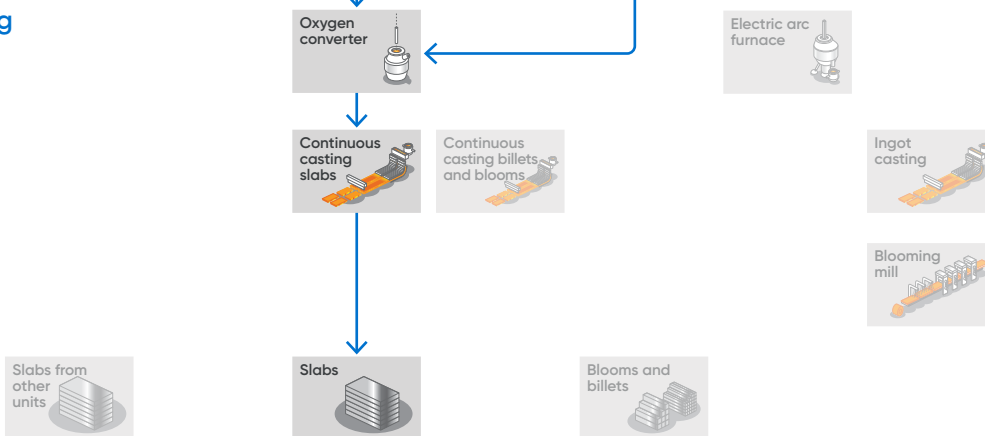 Oxygen
converter
Electric arc
furnace
Continuous
casting
slabs
Continuous
casting billets
and blooms
Ingot
casting
Blooming
mill
Slabs from
other
units
Slabs
Blooms and
billets